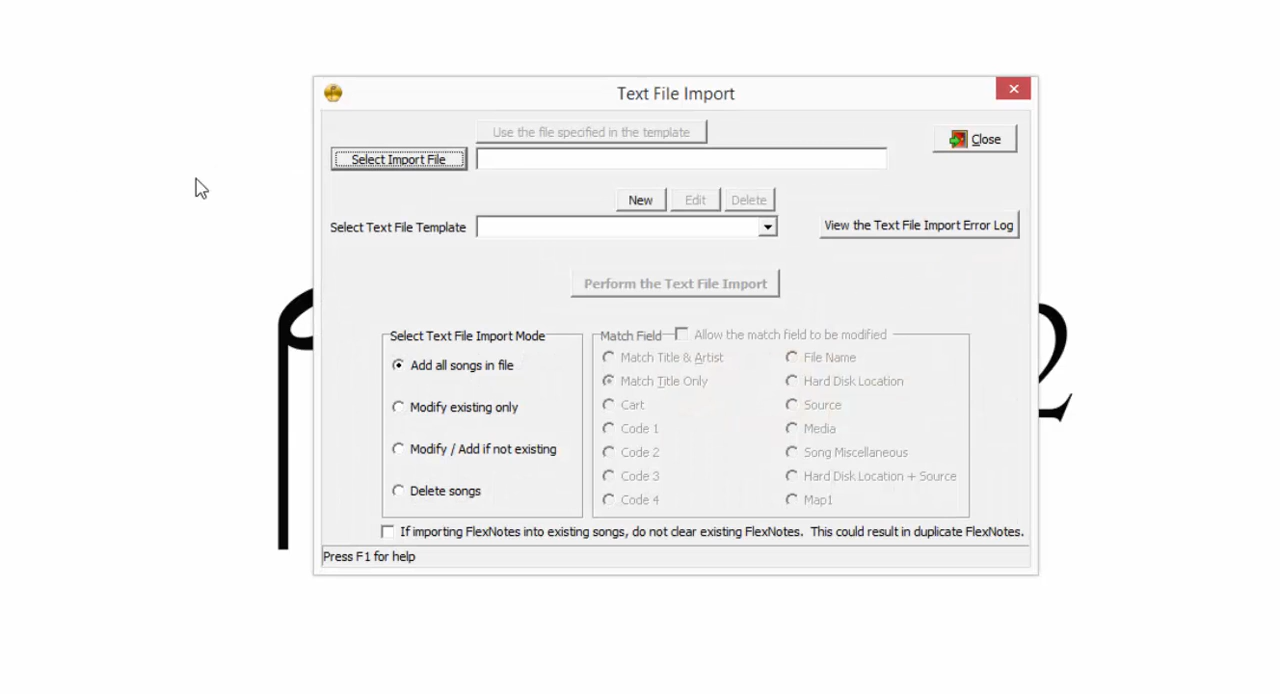 Text File Import
Use the file specified in the template
Close
Select Import File
New Edit Delete
Select Text File Template
View the Text File Import Error Log
Perform the Text File Import
Select Text File Import Mode
Add all songs in file
Modify existing only
Modify / Add if not existing
Delete songs
Match Field Allow the match field to be modified
Match Title & Artist
Match Title Only
Cart
Code 1
Code 2
Code 3
Code 4
File Name
Hard Disk Location
Source
Media
Song Miscellaneous
Hard Disk Location + Source
Map1
If importing FlexNotes into existing songs, do not clear existing FlexNotes. This could result in duplicate FlexNotes.
Press F1 for help